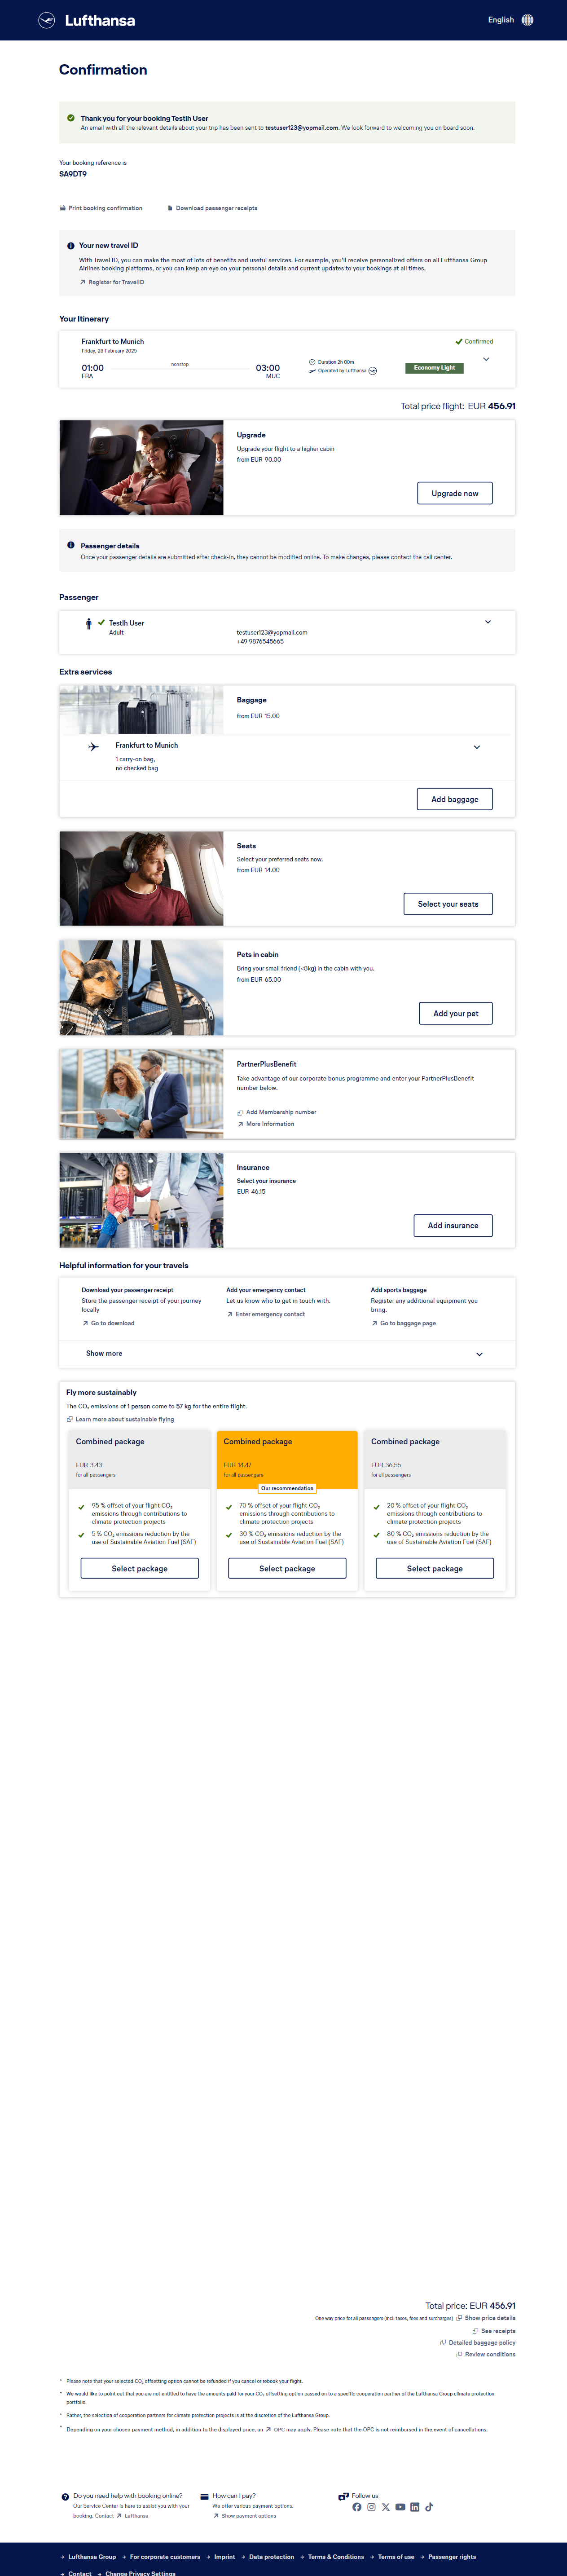 Lufthansa
English
Confirmation
Thank you for your booking Testlh User
An email with all the relevant details about your trip has been sent to testuser123@yopmail.com. We look forward to welcoming you on board soon.
Your booking reference is
SA9DT9
Print booking confirmation
Download passenger receipts
Your new travel ID
With Travel ID, you can make the most of lots of benefits and useful services. For example, you'll receive personalized offers on all Lufthansa Group
Airlines booking platforms, or you can keep an eye on your personal details and current updates to your bookings at all times.
Register for TravelID
Your Itinerary
Frankfurt to Munich
Confirmed
Friday, 28 February 2025
01:00
nonstop
03:00
Duration 2h 00m
FRA
MUC
Operated by Lufthansa
Economy Light
Total price flight: EUR 456.91
Upgrade
Upgrade your flight to a higher cabin
from EUR 90.00
Upgrade now
Passenger details
Once your passenger details are submitted after check-in, they cannot be modified online. To make changes, please contact the call center.
Passenger
Testlh User
Adult
testuser123@yopmail.com
+49 9876545665
Extra services
Baggage
from EUR 15.00
Frankfurt to Munich
1 carry-on bag,
no checked bag
Add baggage
Seats
Select your preferred seats now.
from EUR 14.00
Select your seats
Pets in cabin
Bring your small friend (<8kg) in the cabin with you.
from EUR 65.00
Add your pet
PartnerPlusBenefit
Take advantage of our corporate bonus programme and enter your PartnerPlusBenefit
number below.
Add Membership number
More Information
Insurance
Select your insurance
EUR 46.15
Add insurance
Helpful information for your travels
Download your passenger receipt
Store the passenger receipt of your journey
locally
Go to download
Add your emergency contact
Let us know who to get in touch with.
Enter emergency contact
Add sports baggage
Register any additional equipment you
bring.
Go to baggage page
Show more
Fly more sustainably
The CO₂ emissions of 1 person come to 57 kg for the entire flight.
Learn more about sustainable flying
Combined package
EUR 3.43
for all passengers
95 % offset of your flight CO₂
emissions through contributions to
climate protection projects
5 % CO₂ emissions reduction by the
use of Sustainable Aviation Fuel (SAF)
Select package
Combined package
EUR 14.47
for all passengers
Our recommendation
70 % offset of your flight CO₂
emissions through contributions to
climate protection projects
30 % CO₂ emissions reduction by the
use of Sustainable Aviation Fuel (SAF)
Select package
Combined package
EUR 36.55
for all passengers
20 % offset of your flight CO₂
emissions through contributions to
climate protection projects
80 % CO₂ emissions reduction by the
use of Sustainable Aviation Fuel (SAF)
Select package
Total price: EUR 456.91
One way price for all passengers (incl. taxes, fees and surcharges) Show price details
See receipts
Detailed baggage policy
Review conditions
* Please note that your selected CO₂ offsetting option cannot be refunded if you cancel or rebook your flight.
* We would like to point out that you are not entitled to have the amounts paid for your CO₂ offsetting option passed on to a specific cooperation partner of the Lufthansa Group climate protection
portfolio.
* Rather, the selection of cooperation partners for climate protection projects is at the discretion of the Lufthansa Group.
* Depending on your chosen payment method, in addition to the displayed price, an OPC may apply. Please note that the OPC is not reimbursed in the event of cancellations.
Do you need help with booking online?
Our Service Center is here to assist you with your
booking. Contact Lufthansa
How can I pay?
We offer various payment options.
Show payment options
Follow us
Lufthansa Group
For corporate customers
Imprint
Data protection
Terms & Conditions
Terms of use
Passenger rights
Contact
Change Privacy Settings